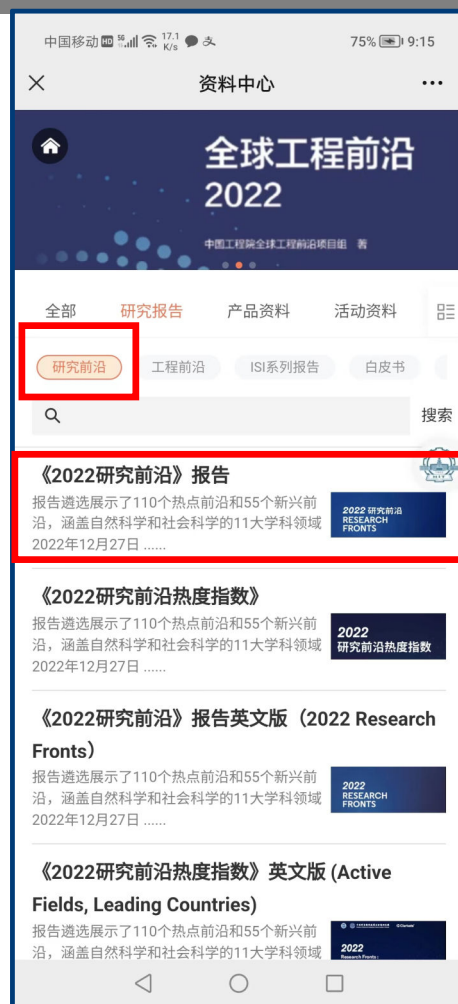 中国移动 HD 5G 17.1 K/s 支 75% 9:15
资料中心
全球工程前沿
2022
中国工程院全球工程前沿项目组 著
全部 研究报告 产品资料 活动资料
研究前沿 工程前沿 ISI系列报告 白皮书
搜索
《2022研究前沿》报告
报告遴选展示了110个热点前沿和55个新兴前
沿，涵盖自然科学和社会科学的11大学科领域
2022年12月27日 ......
2022 研究前沿
RESEARCH
FRONTS
《2022研究前沿热度指数》
报告遴选展示了110个热点前沿和55个新兴前
沿，涵盖自然科学和社会科学的11大学科领域
2022年12月27日 ......
2022
研究前沿热度指数
《2022研究前沿》报告英文版（2022 Research
Fronts）
报告遴选展示了110个热点前沿和55个新兴前
沿，涵盖自然科学和社会科学的11大学科领域
2022年12月27日 ......
2022
RESEARCH
FRONTS
《2022研究前沿热度指数》英文版 (Active
Fields, Leading Countries)
报告遴选展示了110个热点前沿和55个新兴前
沿，涵盖自然科学和社会科学的11大学科领域
Clarivate
2022
Research Fronts :